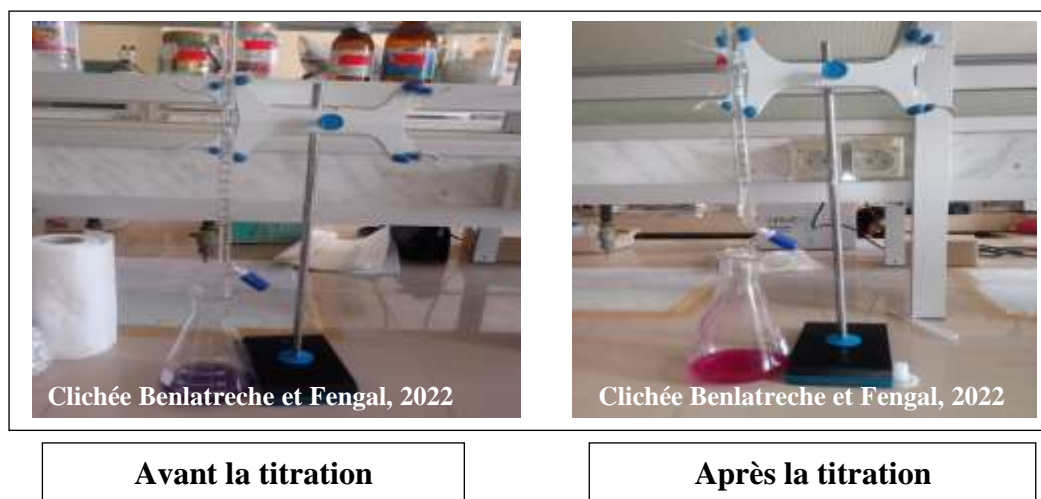 Clichée Benlatreche et Fengal, 2022
Clichée Benlatreche et Fengal, 2022
Avant la titration
Après la titration